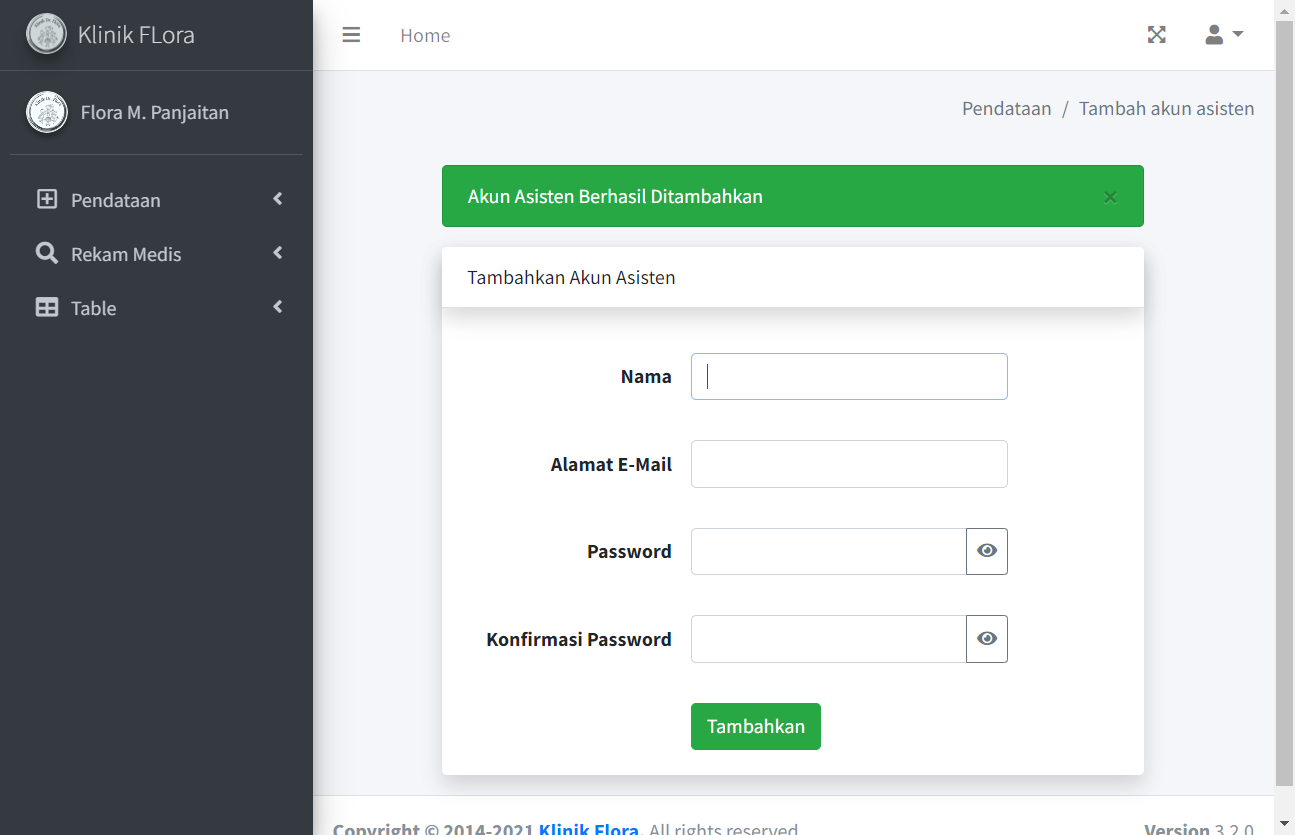 Klinik FLora
Home
Flora M. Panjaitan
Pendataan / Tambah akun asisten
Pendataan
Rekam Medis
Table
Akun Asisten Berhasil Ditambahkan ×
Tambahkan Akun Asisten
Nama
Alamat E-Mail
Password
Konfirmasi Password
Tambahkan
Copyright © 2014-2021 Klinik Flora. All rights reserved.
Version 3.2.0